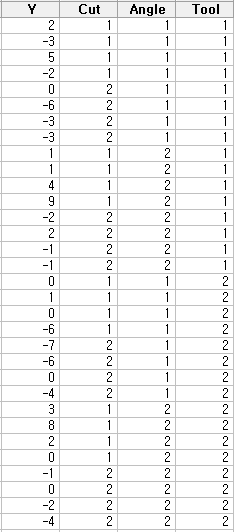 Y Cut Angle Tool
2 1 1 1
-3 1 1 1
5 1 1 1
-2 1 1 1
0 2 1 1
-6 2 1 1
-3 2 1 1
-3 2 1 1
1 1 2 1
1 1 2 1
4 1 2 1
9 1 2 1
-2 2 2 1
2 2 2 1
-1 2 2 1
-1 2 2 1
0 1 1 2
1 1 1 2
0 1 1 2
-6 1 1 2
-7 2 1 2
-6 2 1 2
0 2 1 2
-4 2 1 2
3 1 2 2
8 1 2 2
2 1 2 2
0 1 2 2
-1 2 2 2
0 2 2 2
-2 2 2 2
-4 2 2 2